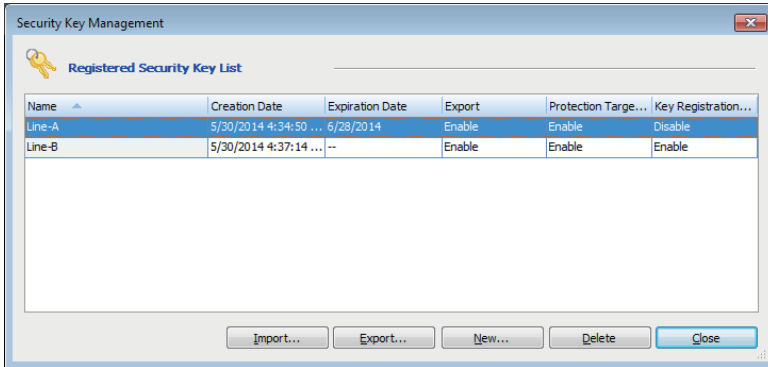 Security Key Management
Registered Security Key List
Name Creation Date Expiration Date Export Protection Targe... Key Registration...
Line-A 5/30/2014 4:34:50 ... 6/28/2014 Enable Enable Disable
Line-B 5/30/2014 4:37:14 ... -- Enable Enable Enable
Import... Export... New... Delete Close